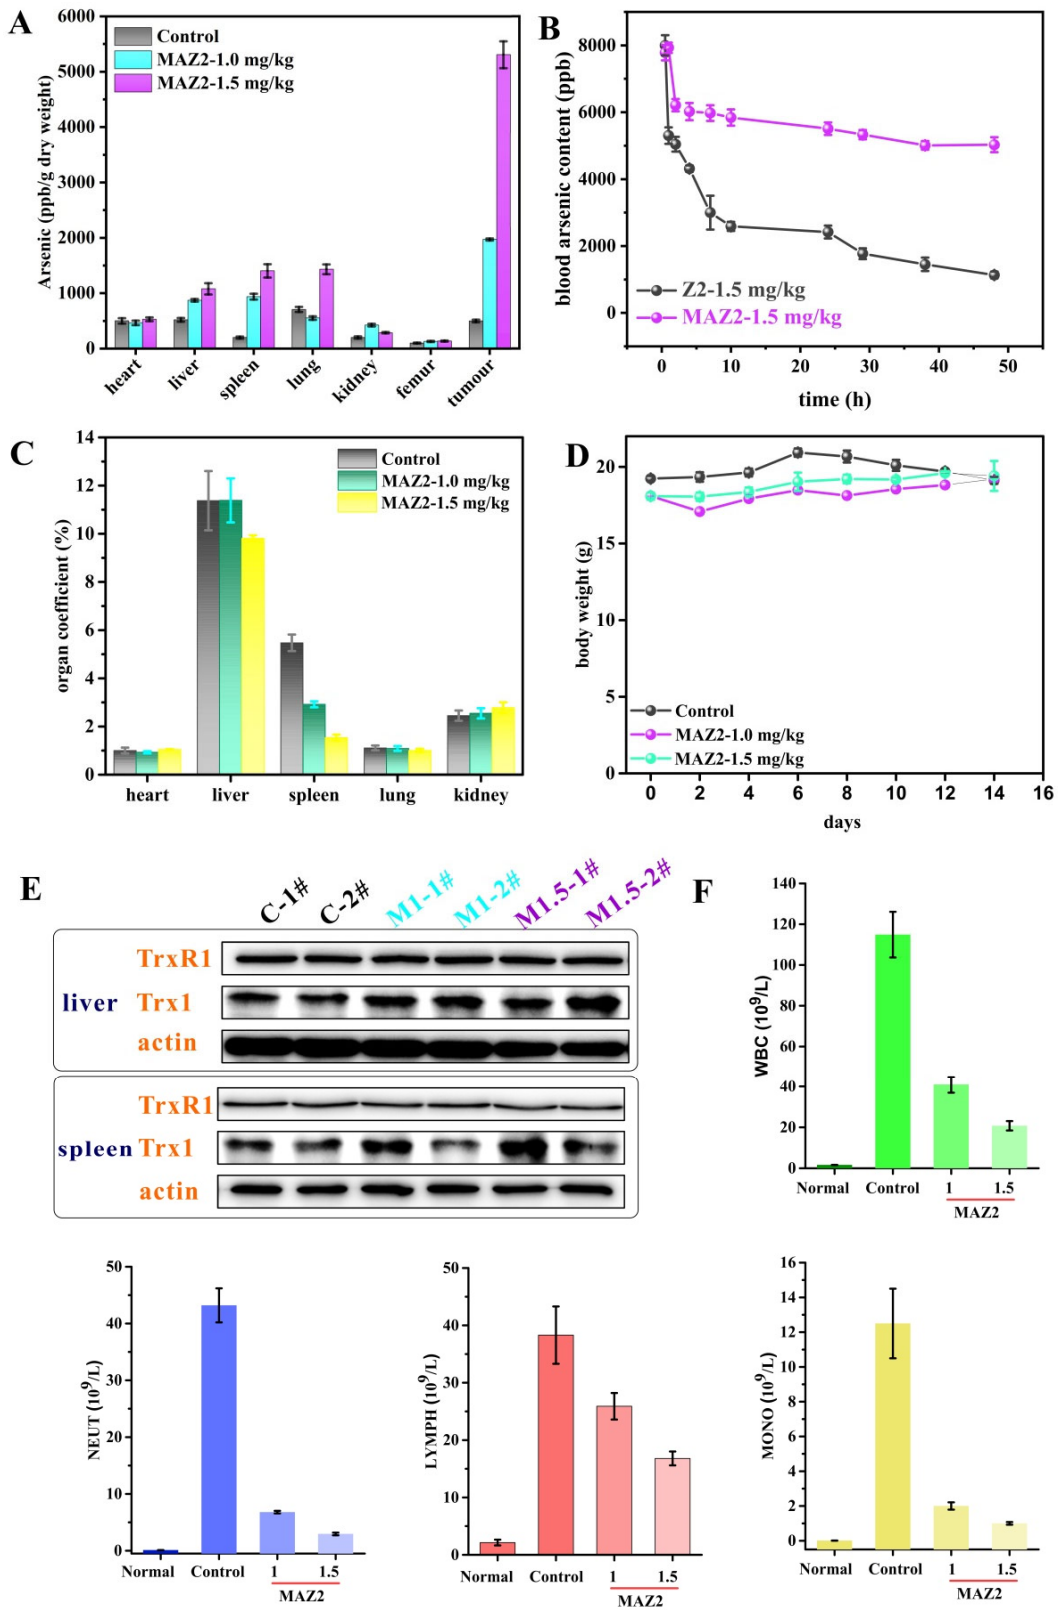 A
6000
5000
4000
3000
2000
1000
0
Arsenic (ppb/g dry weight)
Control
MAZ2-1.0 mg/kg
MAZ2-1.5 mg/kg
heart
liver
spleen
lung
kidney
femur
tumour
B
8000
6000
4000
2000
0
blood arsenic content (ppb)
Z2-1.5 mg/kg
MAZ2-1.5 mg/kg
0 10 20 30 40 50
time (h)
C
14
12
10
8
6
4
2
0
organ coefficient (%)
Control
MAZ2-1.0 mg/kg
MAZ2-1.5 mg/kg
heart liver spleen lung kidney
D
20
15
10
5
0
body weight (g)
Control
MAZ2-1.0 mg/kg
MAZ2-1.5 mg/kg
0 2 4 6 8 10 12 14 16
days
E
C-1# C-2# M1-1# M1-2# M1.5-1# M1.5-2#
TrxR1
liver Trx1
actin
TrxR1
spleen Trx1
actin
F
140
120
100
80
60
40
20
0
WBC (10⁹/L)
Normal Control 1 1.5
MAZ2
50
40
30
20
10
0
NEUT (10⁹/L)
Normal Control 1 1.5
MAZ2
50
40
30
20
10
0
LYMPH (10⁹/L)
Normal Control 1 1.5
MAZ2
16
14
12
10
8
6
4
2
0
MONO (10⁹/L)
Normal Control 1 1.5
MAZ2